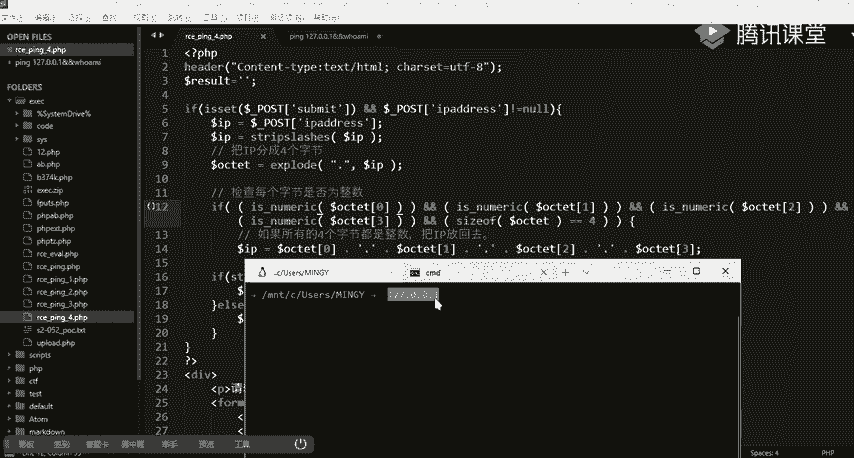 腾讯课堂
OPEN FILES
rce_ping_4.php
ping 127.0.0.1&&whoami
FOLDERS
exec
%SystemDrive%
code
sys
12.php
ab.php
b374k.php
exec.zip
fputs.php
phpab.php
phpext.php
phptz.php
rce_eval.php
rce_ping.php
rce_ping_1.php
rce_ping_2.php
rce_ping_3.php
rce_ping_4.php
s2-052_poc.txt
upload.php
scripts
php
ctf
test
default
Atom
markdown
rce_ping_4.php
ping 127.0.0.1&&whoami
1 <?php
2 header("Content-type:text/html; charset=utf-8");
3 $result='';
4
5 if(isset($_POST['submit']) && $_POST['ipaddress']!=null){
6 $ip = $_POST['ipaddress'];
7 $ip = stripslashes( $ip );
8 // 把IP分成4个字节
9 $octet = explode( ".", $ip );
10
11 // 检查每个字节是否为整数
12 if( ( is_numeric( $octet[0] ) ) && ( is_numeric( $octet[1] ) ) && ( is_numeric( $octet[2] ) ) &&
( is_numeric( $octet[3] ) ) && ( sizeof( $octet ) == 4 ) ) {
13 // 如果所有的4个字节都是整数，把IP放回去。
14 $ip = $octet[0] . '.' . $octet[1] . '.' . $octet[2] . '.' . $octet[3];
15
16 if(st
17 $
18 }else
19 $
20 }
21 }
22 ?>
23 <div>
24 <p>请
25 <form
26 <
27 <
~c/Users/MINGY
cmd
/mnt/c/Users/MINGY
Spaces: 4
PHP